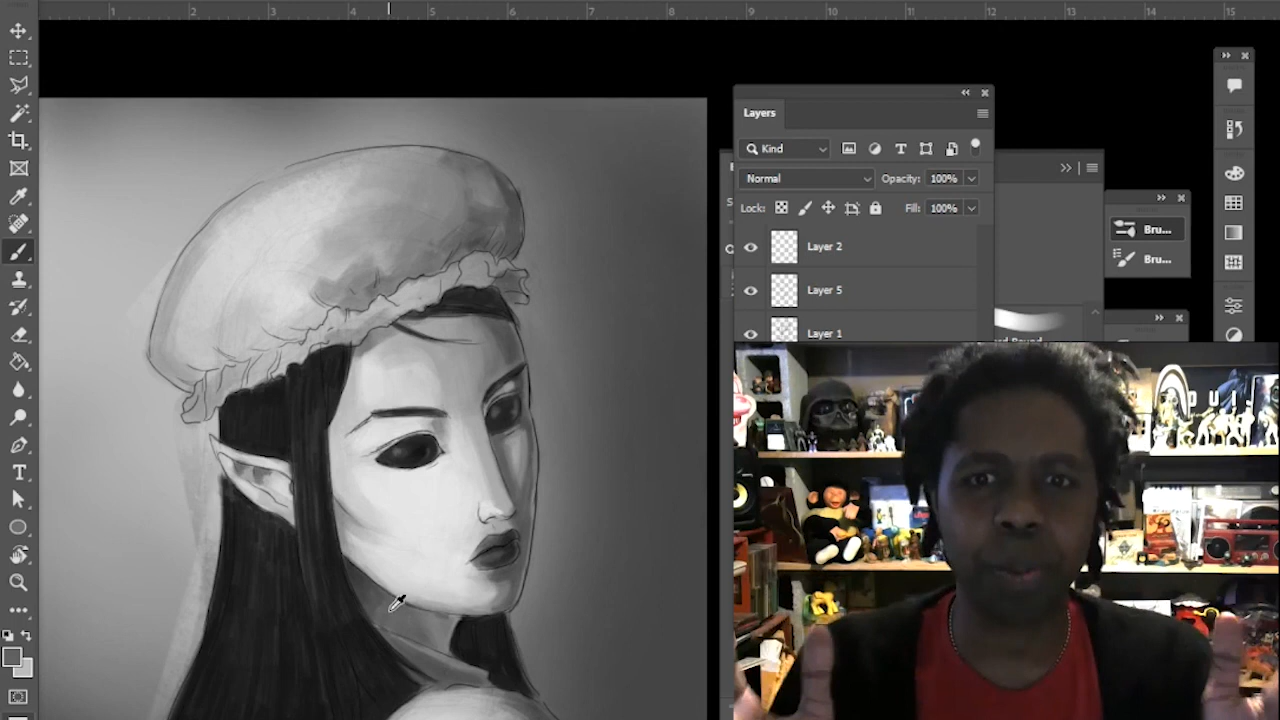 1 2 3 4 5 6 7 8 9 10 11 12 13 14 15
Layers
Kind
Normal Opacity: 100%
Lock: Fill: 100%
Layer 2
Layer 5
Layer 1
Bru...
Bru...